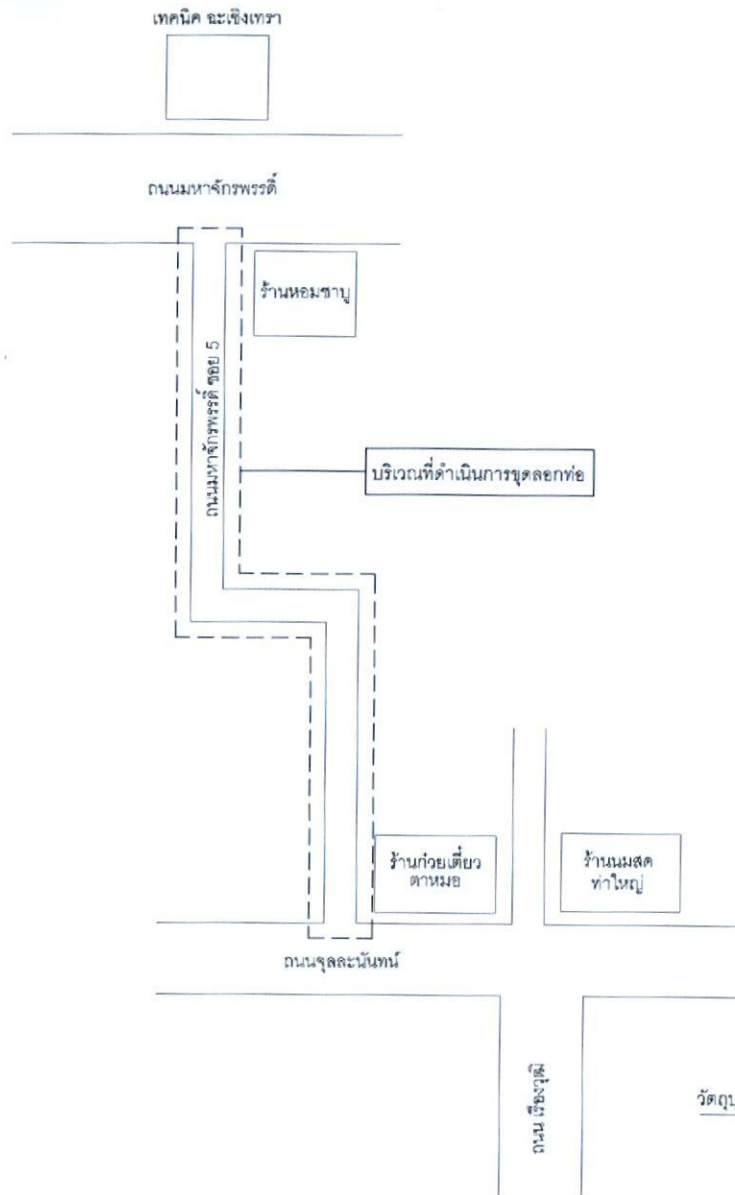 เทคนิค ฉะเชิงเทรา
ถนนมหาจักรพรรดิ์
ร้านหอมชาบู
ถนนมหาจักรพรรดิ์ ซอย 5
บริเวณที่ดำเนินการขุดลอกท่อ
ร้านก๋วยเตี๋ยว
ตาหมอ
ร้านนมสด
ท่าใหญ่
ถนนจุลละนันทน์
ถนน เรืองวุฒิ